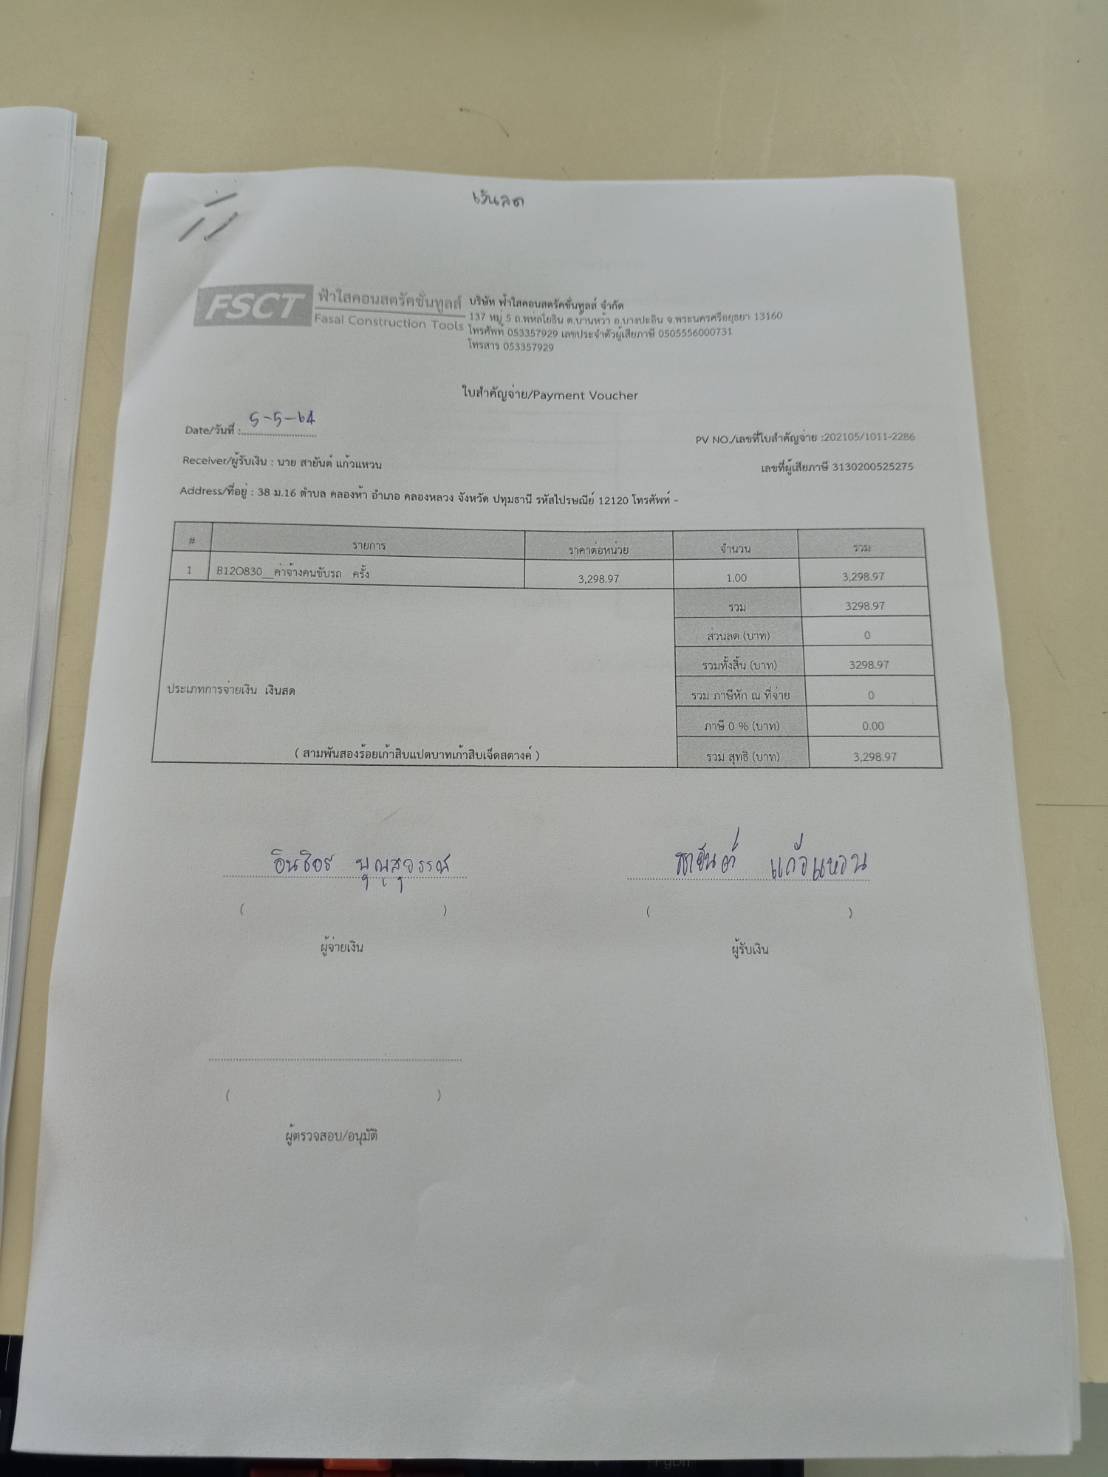 เงินสด
FSCT
ฟ้าใสคอนสตรัคชั่นทูลส์
Fasai Construction Tools
บริษัท ฟ้าใสคอนสตรัคชั่นทูลส์ จำกัด
137 หมู่ 5 ถ.พหลโยธิน ต.บ้านหว้า อ.บางปะอิน จ.พระนครศรีอยุธยา 13160
โทรศัพท์ 053357929 เลขประจำตัวผู้เสียภาษี 0505556000731
โทรสาร 053357929
ใบสำคัญจ่าย/Payment Voucher
Date/วันที่ : 5-5-64
PV NO./เลขที่ใบสำคัญจ่าย :202105/1011-2286
Receiver/ผู้รับเงิน : นาย สายันต์ แก้วแหวน
เลขที่ผู้เสียภาษี 3130200525275
Address/ที่อยู่ : 38 ม.16 ตำบล คลองห้า อำเภอ คลองหลวง จังหวัด ปทุมธานี รหัสไปรษณีย์ 12120 โทรศัพท์ -
# รายการ ราคาต่อหน่วย จำนวน รวม
1 B120830__ค่าจ้างคนขับรถ ครั้ง 3,298.97 1.00 3,298.97
รวม 3298.97
ส่วนลด (บาท) 0
รวมทั้งสิ้น (บาท) 3298.97
ประเภทการจ่ายเงิน เงินสด
รวม ภาษีหัก ณ ที่จ่าย 0
ภาษี 0 % (บาท) 0.00
( สามพันสองร้อยเก้าสิบแปดบาทเก้าสิบเจ็ดสตางค์ )
รวม สุทธิ (บาท) 3,298.97
สายันต์ แก้วแหวน
( ) ( )
ผู้จ่ายเงิน ผู้รับเงิน
( )
ผู้ตรวจสอบ/อนุมัติ